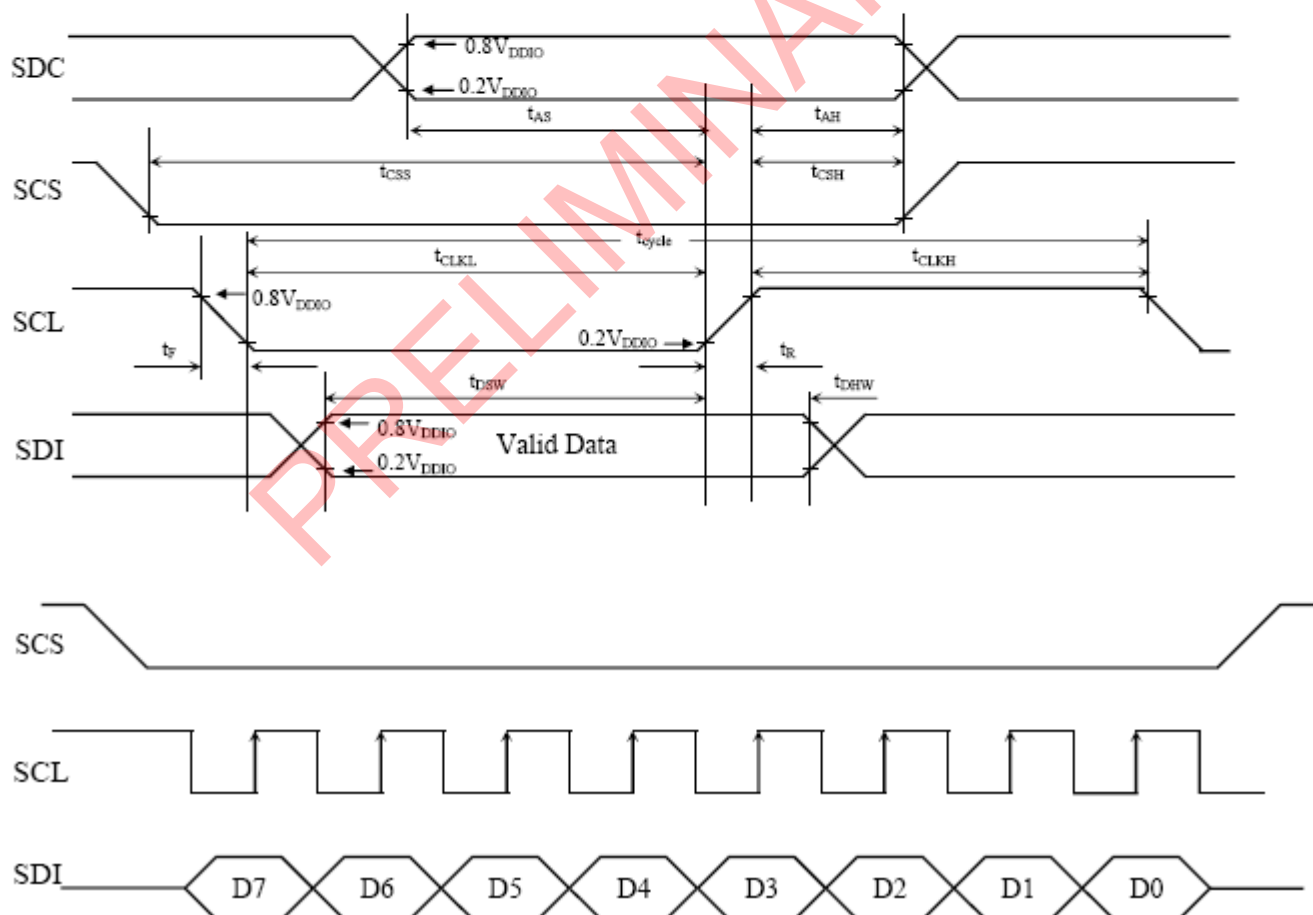 SDC
0.8VDDIO
0.2VDDIO
tAS
tAH
SCS
tCSS
tCSH
tcycle
tCLKL
tCLKH
SCL
0.8VDDIO
0.2VDDIO
tF
tR
tDSW
tDHW
SDI
0.8VDDIO
Valid Data
0.2VDDIO
SCS
SCL
SDI
D7 D6 D5 D4 D3 D2 D1 D0